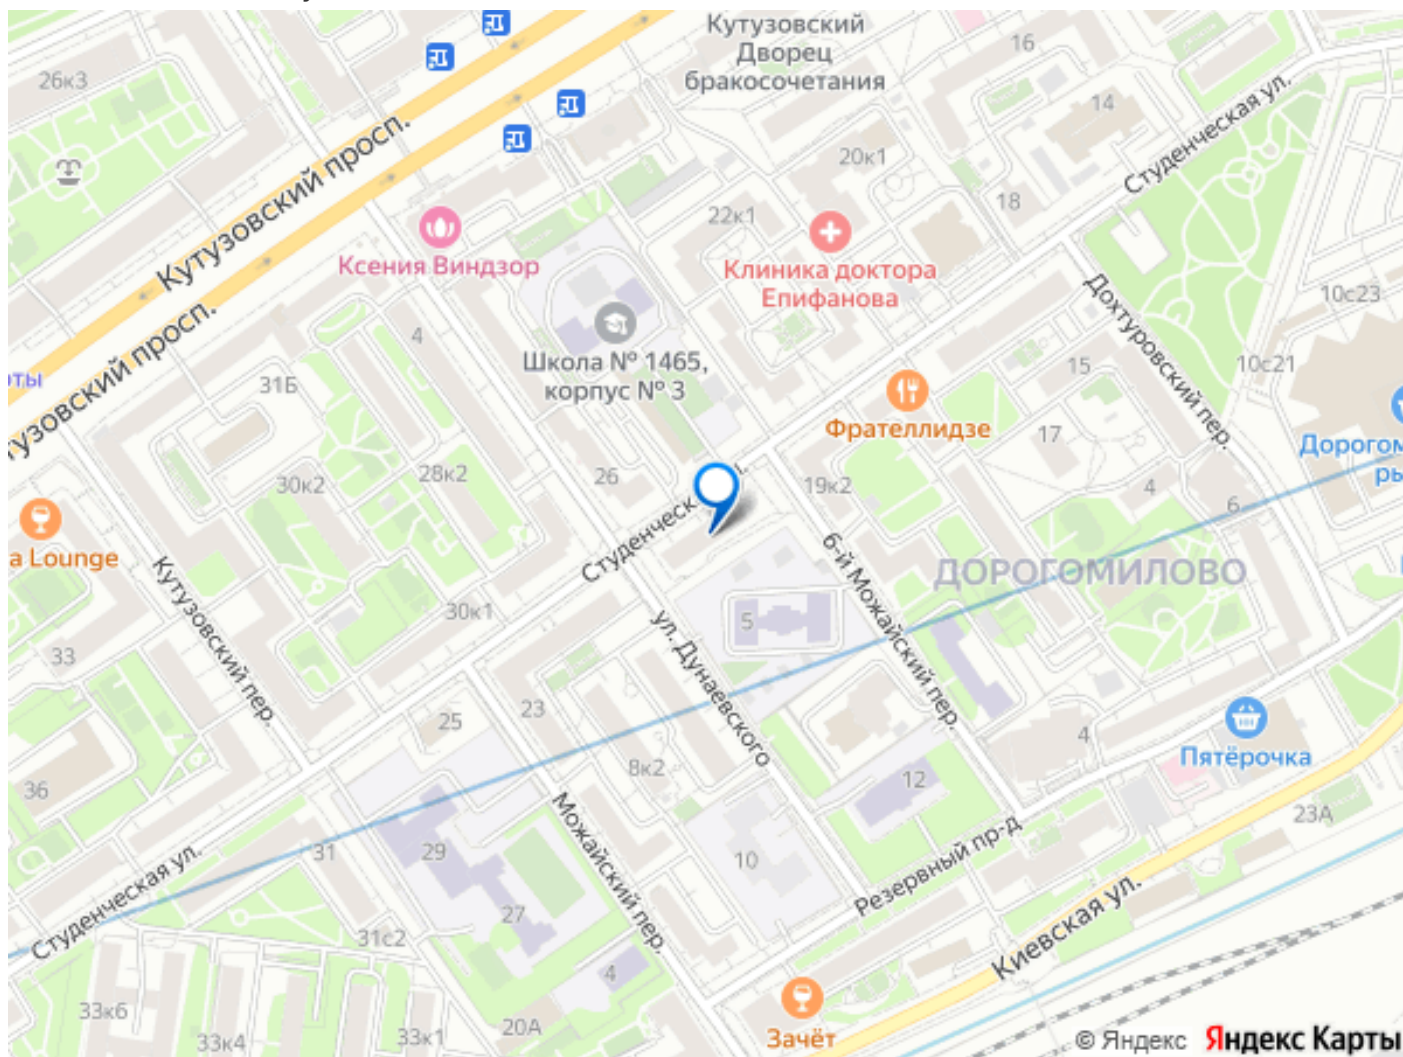 Кутузовский
Дворец
бракосочетания
26к3
16
14
Студенческая ул.
20к1
Кутузовский просп.
18
22к1
Ксения Виндзор
Клиника доктора
Епифанова
Дохтуровский пер.
10с23
4
Школа № 1465,
корпус № 3
10с21
15
31Б
Фрателлидзе
17
Дорогом
ры
28к2
26
30к2
19к2
4
6
a Lounge
Студенческ
6-й Можайский пер.
ДОРОГОМИЛОВО
30к1
5
ул. Дунаевского
Кутузовский пер.
33
23
25
4
Пятёрочка
8к2
36
12
23А
Можайский пер.
Резервный пр-д
31
29
10
Студенческая ул.
27
31с2
Киевская ул.
4
33к6
20А
33к4
33к1
Зачёт
© Яндекс Яндекс Карты